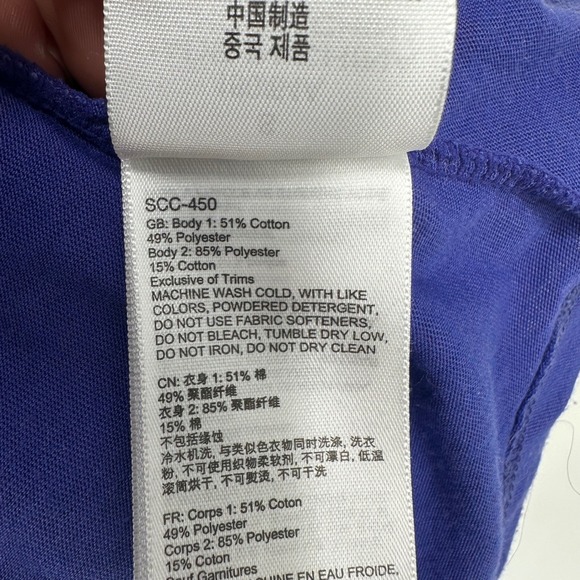 中国制造
중국 제품
SCC-450
GB: Body 1: 51% Cotton
49% Polyester
Body 2: 85% Polyester
15% Cotton
Exclusive of Trims
MACHINE WASH COLD, WITH LIKE
COLORS, POWDERED DETERGENT,
DO NOT USE FABRIC SOFTENERS,
DO NOT BLEACH, TUMBLE DRY LOW,
DO NOT IRON, DO NOT DRY CLEAN
CN: 衣身 1: 51% 棉
49% 聚酯纤维
衣身 2: 85% 聚酯纤维
15% 棉
不包括缘蚀
冷水机洗, 与类似色衣物同时洗涤, 洗衣
粉, 不可使用织物柔软剂, 不可漂白, 低温
滚筒烘干, 不可熨烫, 不可干洗
FR: Corps 1: 51% Coton
49% Polyester
Corps 2: 85% Polyester
15% Coton
Sauf Garnitures
EN EAU FROIDE,